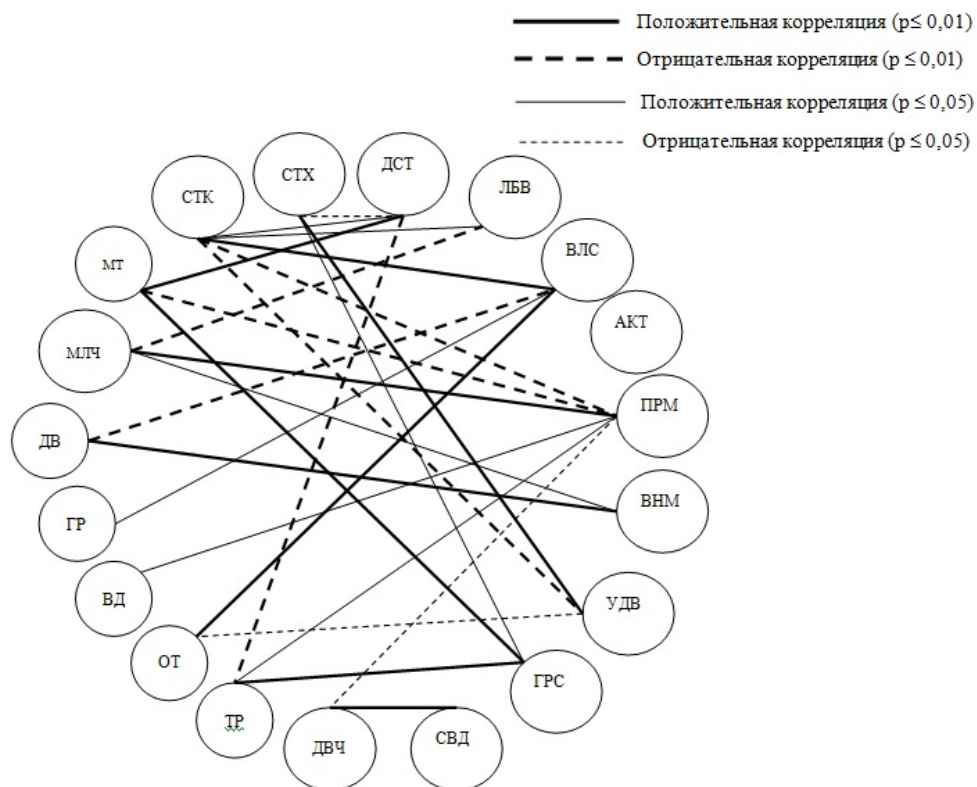 Положительная корреляция (р≤ 0,01)
Отрицательная корреляция (р ≤ 0,01)
Положительная корреляция (р ≤ 0,05)
Отрицательная корреляция (р ≤ 0,05)
СТК
СТХ
ДСТ
ЛБВ
ВЛС
АКТ
ПРМ
ВНМ
УДВ
ГРС
СВД
ДВЧ
ТР
ОТ
ВД
ГР
ДВ
МЛЧ
МТ